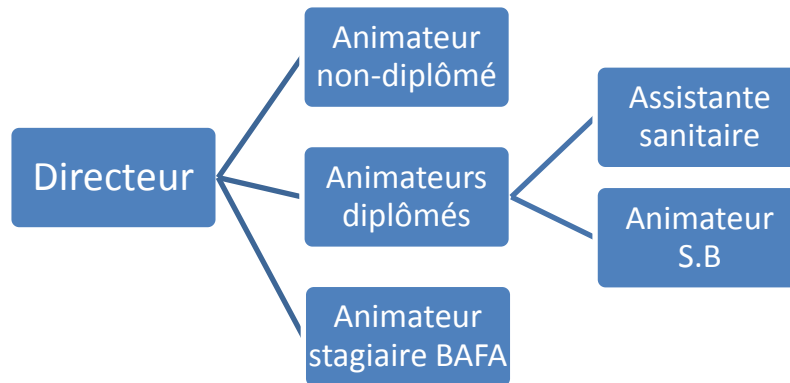 Directeur
Animateur
non-diplômé
Animateurs
diplômés
Animateur
stagiaire BAFA
Assistante
sanitaire
Animateur
S.B